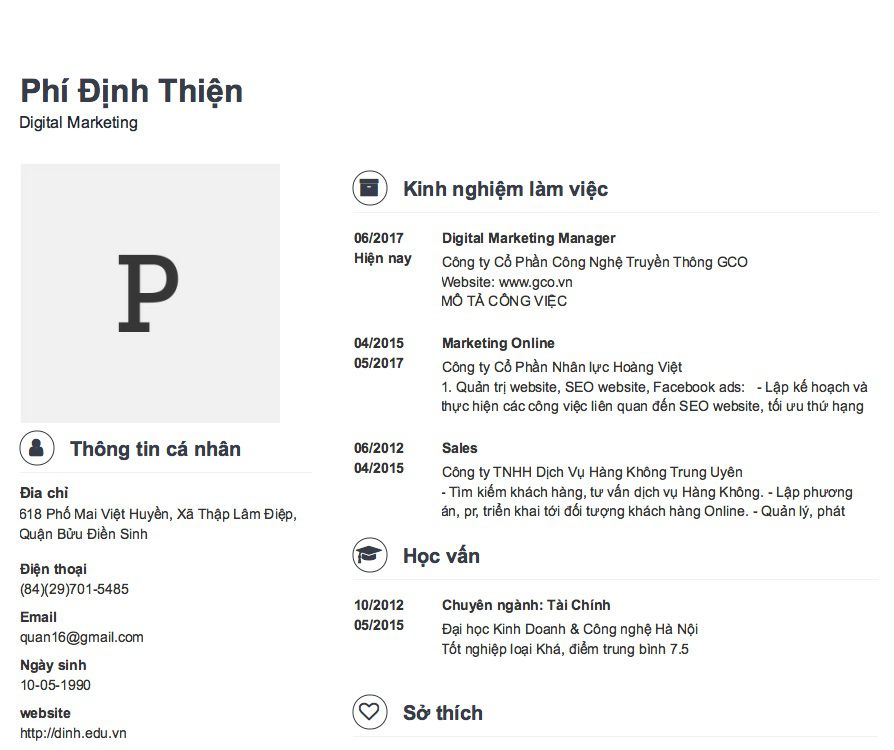 Phí Định Thiện
Digital Marketing
P
Thông tin cá nhân
Đia chỉ
618 Phố Mai Việt Huyền, Xã Thập Lâm Điệp,
Quận Bửu Điền Sinh
Điện thoại
(84)(29)701-5485
Email
quan16@gmail.com
Ngày sinh
10-05-1990
website
http://dinh.edu.vn
Kinh nghiệm làm việc
06/2017
Hiện nay
Digital Marketing Manager
Công ty Cổ Phần Công Nghệ Truyền Thông GCO
Website: www.gco.vn
MÔ TẢ CÔNG VIỆC
04/2015
05/2017
Marketing Online
Công ty Cổ Phần Nhân lực Hoàng Việt
1. Quản trị website, SEO website, Facebook ads:   - Lập kế hoạch và
thực hiện các công việc liên quan đến SEO website, tối ưu thứ hạng
06/2012
04/2015
Sales
Công ty TNHH Dịch Vụ Hàng Không Trung Uyên
- Tìm kiếm khách hàng, tư vấn dịch vụ Hàng Không. - Lập phương
án, pr, triển khai tới đối tượng khách hàng Online. - Quản lý, phát
Học vấn
10/2012
05/2015
Chuyên ngành: Tài Chính
Đại học Kinh Doanh & Công nghệ Hà Nội
Tốt nghiệp loại Khá, điểm trung bình 7.5
Sở thích